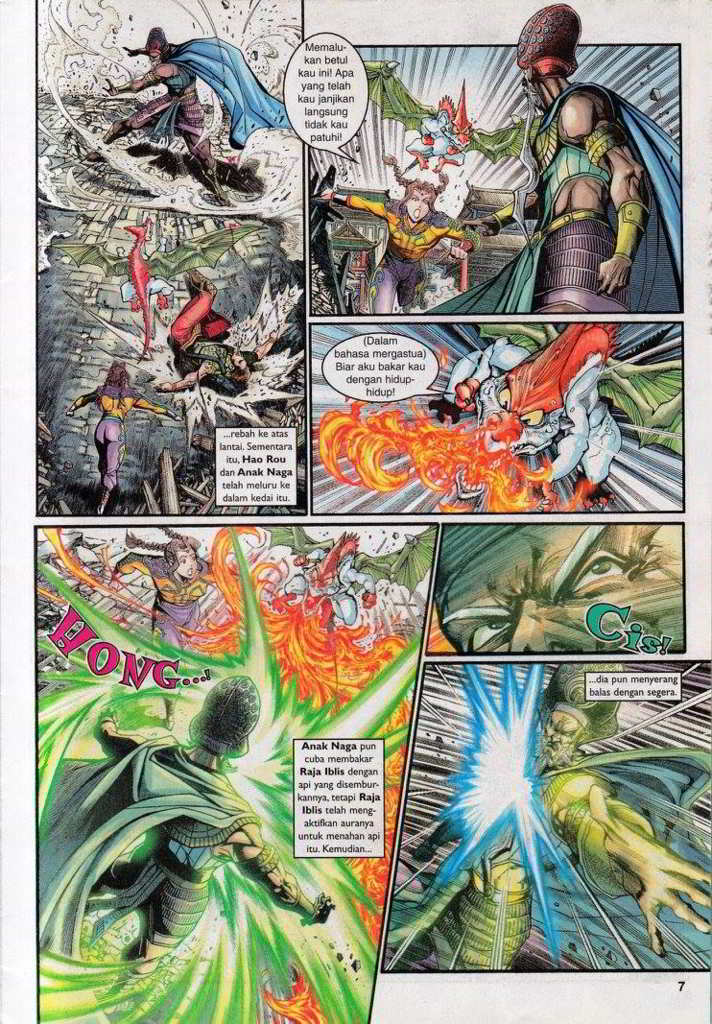 ...rebah ke atas
lantai. Sementara
itu, Hao Rou
dan Anak Naga
telah meluru ke
dalam kedai itu.
Memalu-
kan betul
kau ini! Apa
yang telah
kau janjikan
langsung
tidak kau
patuhi!
(Dalam
bahasa mergastua)
Biar aku bakar kau
dengan hidup-
hidup!
HONG...!
Anak Naga pun
cuba membakar
Raja Iblis dengan
api yang disembur-
kannya, tetapi Raja
Iblis telah meng-
aktifkan auranya
untuk menahan api
itu. Kemudian...
Cis!
...dia pun menyerang
balas dengan segera.
7